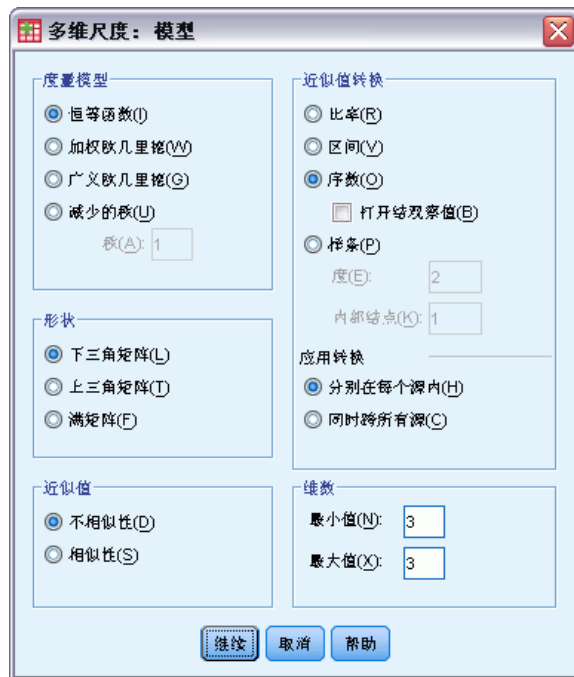 多维尺度：模型
度量模型
恒等函数(I)
加权欧几里德(W)
广义欧几里德(G)
减少的秩(U)
秩(A): 1
形状
下三角矩阵(L)
上三角矩阵(T)
满矩阵(F)
近似值
不相似性(D)
相似性(S)
近似值转换
比率(R)
区间(V)
序数(O)
打开结观察值(B)
样条(P)
度(E): 2
内部结点(K): 1
应用转换
分别在每个源内(H)
同时跨所有源(C)
维数
最小值(N): 3
最大值(X): 3
继续 取消 帮助